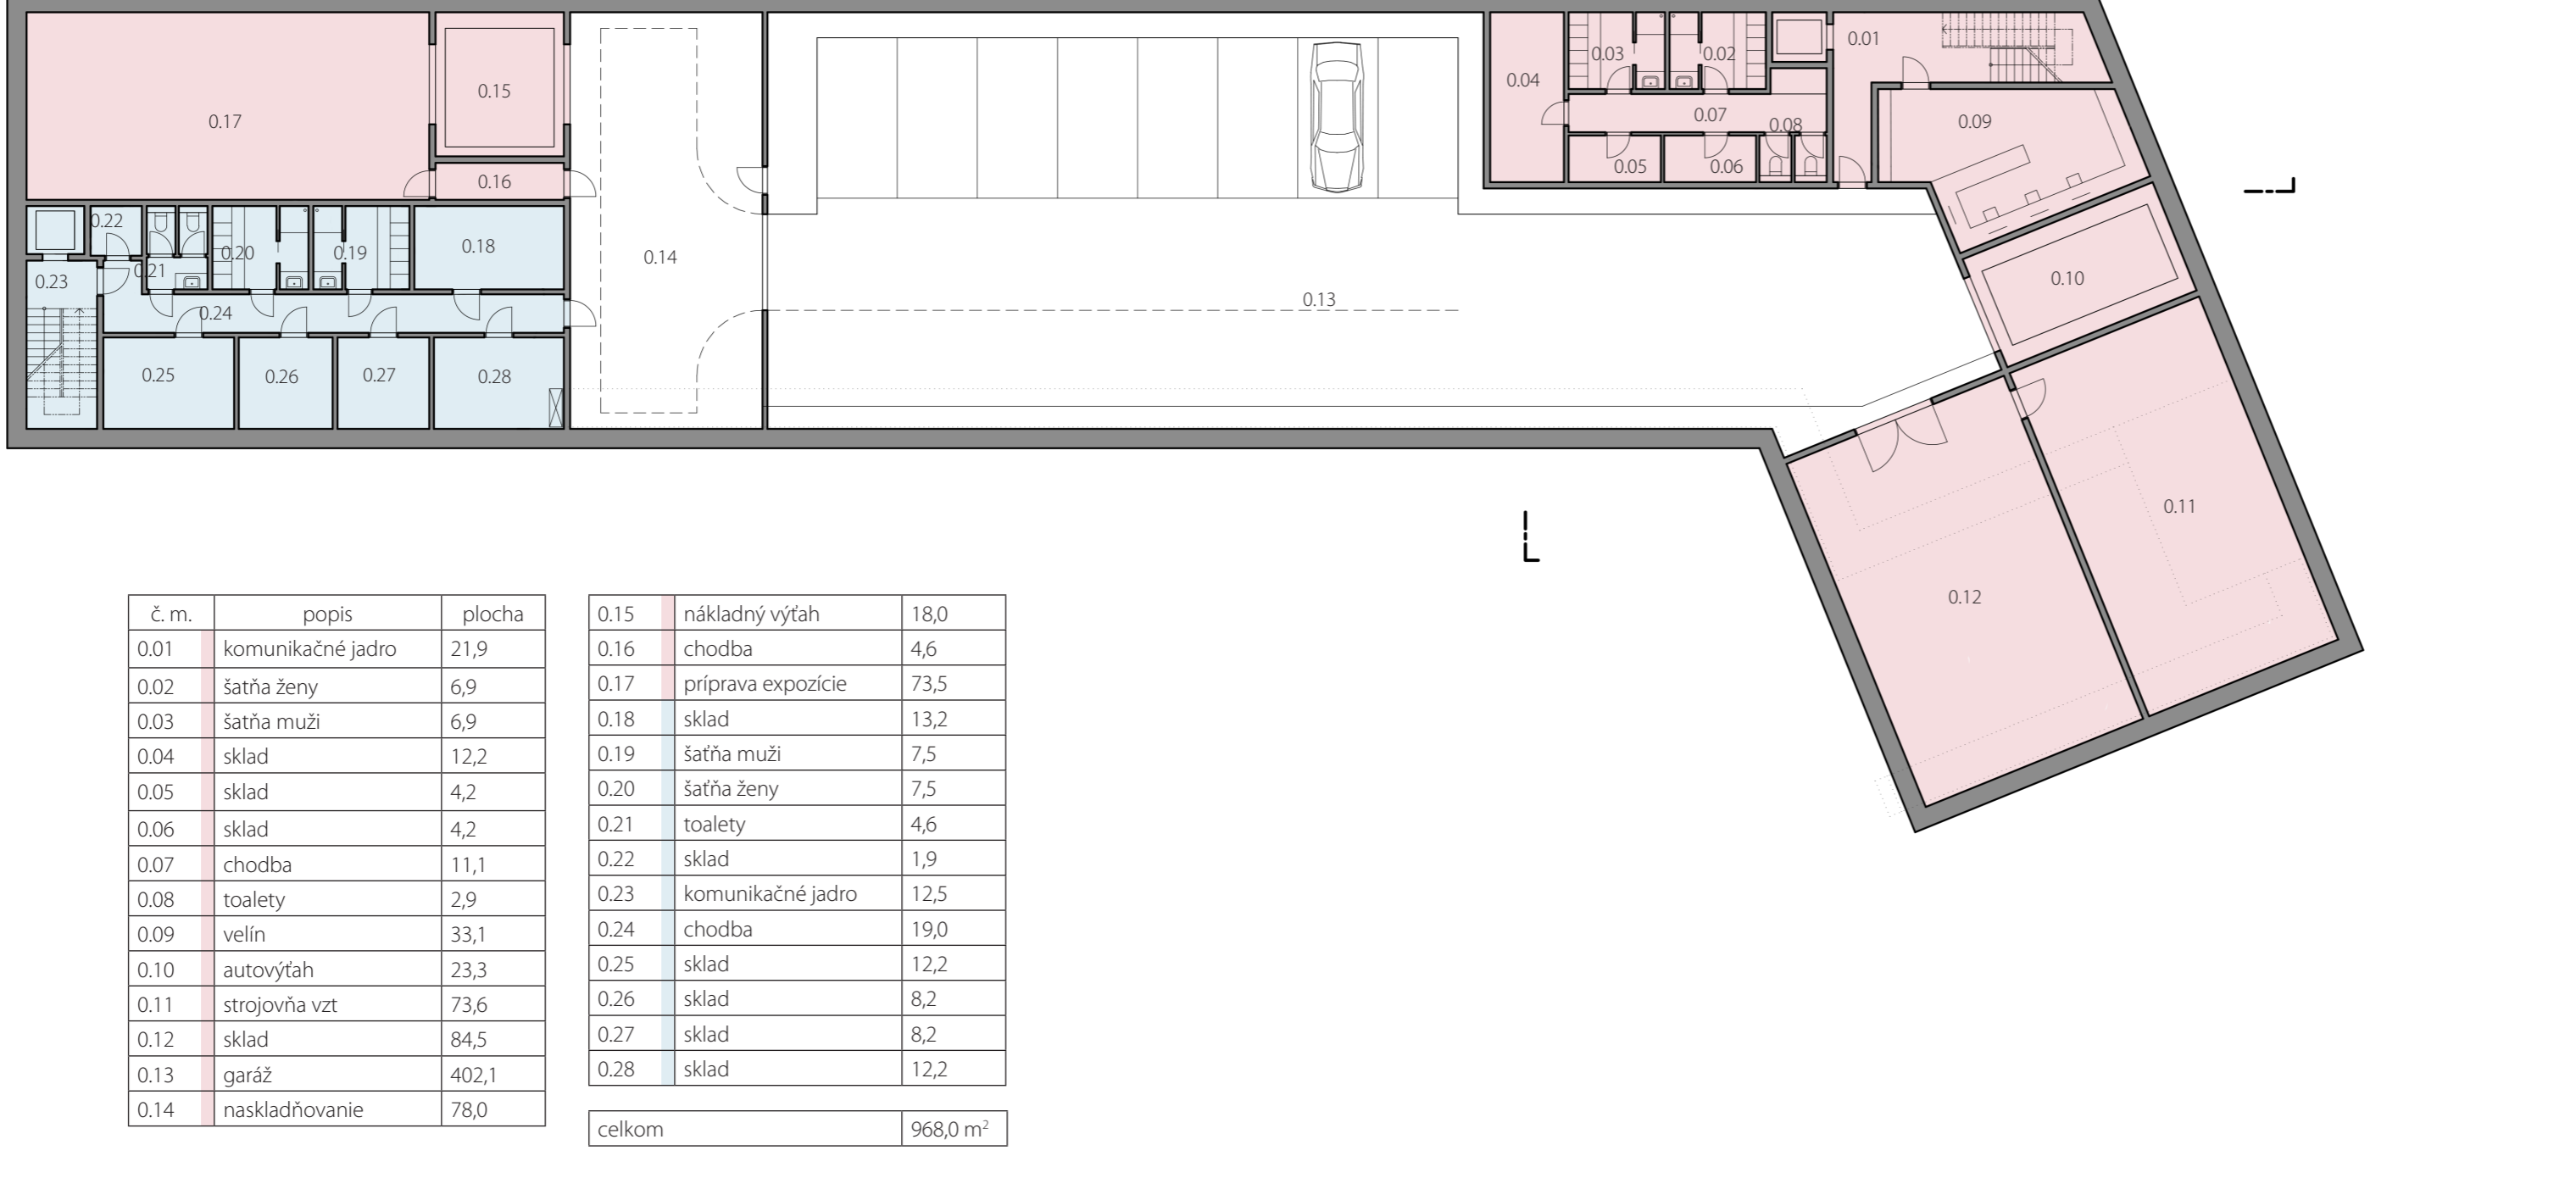 0.17
0.15
0.16
0.04
0.03
0.02
0.01
0.07
0.08
0.09
0.05
0.06
0.22
0.20
0.19
0.18
0.21
0.23
0.24
0.14
0.13
0.10
0.25
0.26
0.27
0.28
0.11
0.12
č. m. popis plocha
0.01 komunikačné jadro 21,9
0.02 šatňa ženy 6,9
0.03 šatňa muži 6,9
0.04 sklad 12,2
0.05 sklad 4,2
0.06 sklad 4,2
0.07 chodba 11,1
0.08 toalety 2,9
0.09 velín 33,1
0.10 autovýťah 23,3
0.11 strojovňa vzt 73,6
0.12 sklad 84,5
0.13 garáž 402,1
0.14 naskladňovanie 78,0
0.15 nákladný výťah 18,0
0.16 chodba 4,6
0.17 príprava expozície 73,5
0.18 sklad 13,2
0.19 šaťňa muži 7,5
0.20 šaťňa ženy 7,5
0.21 toalety 4,6
0.22 sklad 1,9
0.23 komunikačné jadro 12,5
0.24 chodba 19,0
0.25 sklad 12,2
0.26 sklad 8,2
0.27 sklad 8,2
0.28 sklad 12,2
celkom 968,0 m²